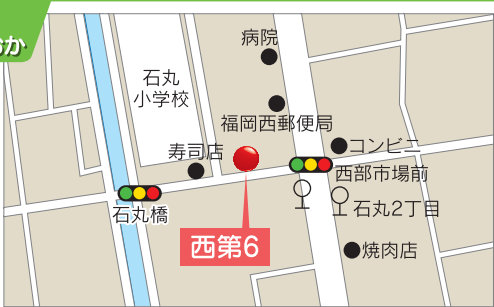 おか
病院
石丸
小学校
福岡西郵便局
コンビニ
寿司店
西部市場前
石丸橋
石丸2丁目
西第6
焼肉店